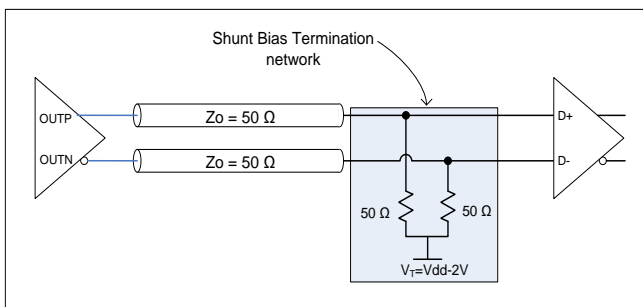 Shunt Bias Termination
network
OUTP
Zo = 50 Ω
D+
OUTN
Zo = 50 Ω
D-
50 Ω
50 Ω
VT=Vdd-2V